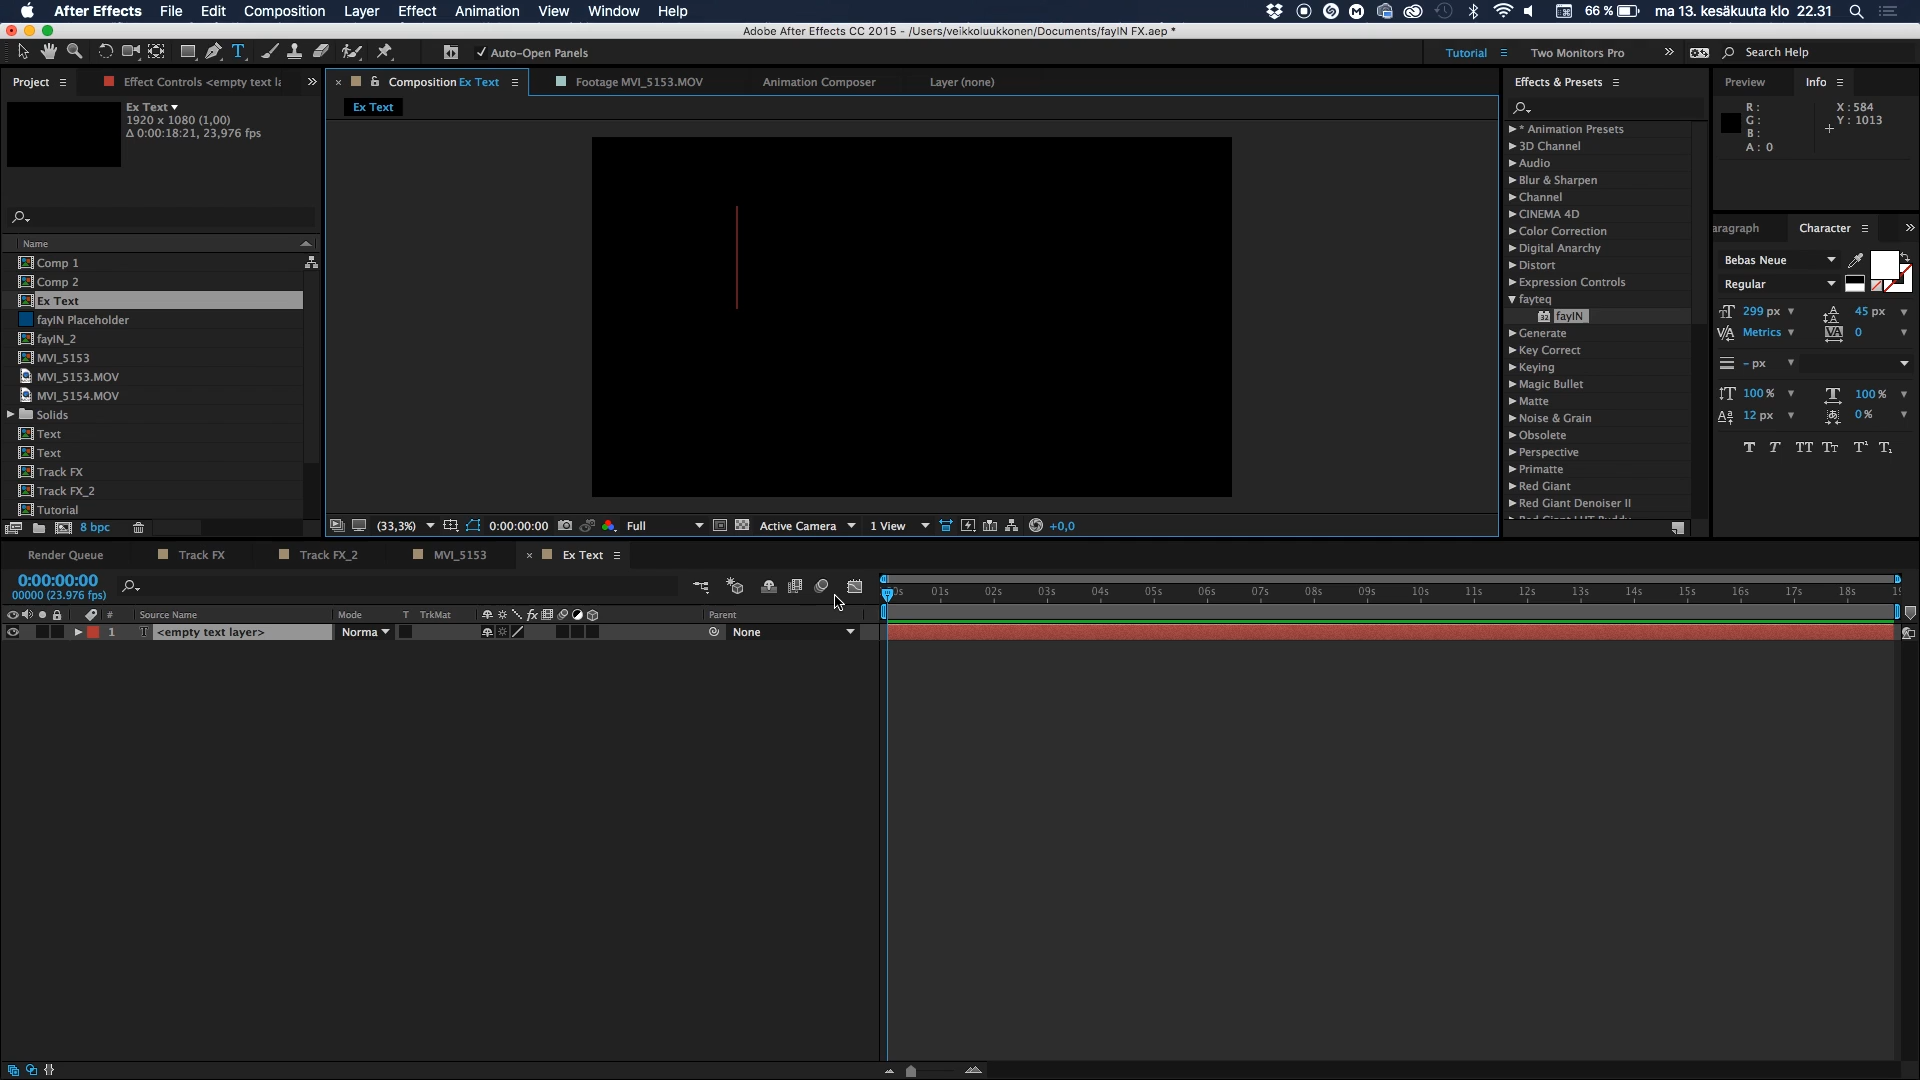 After Effects File Edit Composition Layer Effect Animation View Window Help 66 % ma 13. kesäkuuta klo 22.31
Adobe After Effects CC 2015 - /Users/veikkoluukkonen/Documents/fayIN FX.aep *
T Auto-Open Panels Tutorial Two Monitors Pro Search Help
Project Effect Controls <empty text la
Ex Text
1920 x 1080 (1,00)
Δ 0:00:18:21, 23,976 fps
Name
Comp 1
Comp 2
Ex Text
fayIN Placeholder
fayIN_2
MVI_5153
MVI_5153.MOV
MVI_5154.MOV
Solids
Text
Text
Track FX
Track FX_2
Tutorial
8 bpc
Composition Ex Text Footage MVI_5153.MOV Animation Composer Layer (none)
Ex Text
(33,3%) 0:00:00:00 Full Active Camera 1 View +0,0
Effects & Presets
* Animation Presets
3D Channel
Audio
Blur & Sharpen
Channel
CINEMA 4D
Color Correction
Digital Anarchy
Distort
Expression Controls
fayteq
32 fayIN
Generate
Key Correct
Keying
Magic Bullet
Matte
Noise & Grain
Obsolete
Perspective
Primatte
Red Giant
Red Giant Denoiser II
Preview Info
R: X : 584
G: Y : 1013
B:
A: 0
aragraph Character
Bebas Neue
Regular
299 px 45 px
Metrics 0
- px
100 % 100 %
12 px 0 %
T T TT Tт T¹ T₁
Render Queue Track FX Track FX_2 MVI_5153 Ex Text
0:00:00:00
00000 (23.976 fps)
# Source Name Mode T TrkMat fx Parent
1 T <empty text layer> Norma None
00s 01s 02s 03s 04s 05s 06s 07s 08s 09s 10s 11s 12s 13s 14s 15s 16s 17s 18s